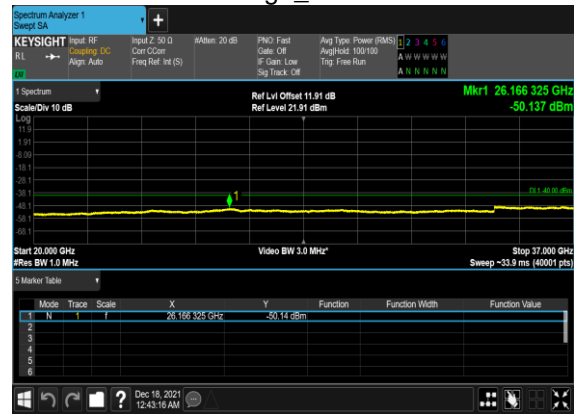 Spectrum Analyzer 1
Swept SA
+
KEYSIGHT Input: RF Input Z: 50 Ω #Atten: 20 dB PNO: Fast Avg Type: Power (RMS) 1 2 3 4 5 6
RL Coupling: DC Corr CCorr Gate: Off Avg|Hold: 100/100 A W W W W W
Align: Auto Freq Ref: Int (S) IF Gain: Low Trig: Free Run
Sig Track: Off A N N N N N
1 Spectrum Ref Lvl Offset 11.91 dB Mkr1 26.166 325 GHz
Scale/Div 10 dB Ref Level 21.91 dBm -50.137 dBm
Log
11.9
1.91
-8.09
-18.1
-28.1
-38.1 1 DL1 -40.00 dBm
-48.1
-58.1
-68.1
Start 20.000 GHz Video BW 3.0 MHz* Stop 37.000 GHz
#Res BW 1.0 MHz Sweep ~33.9 ms (40001 pts)
5 Marker Table
Mode Trace Scale X Y Function Function Width Function Value
1 N 1 f 26.166 325 GHz -50.14 dBm
2
3
4
5
6
? Dec 18, 2021
12:43:16 AM